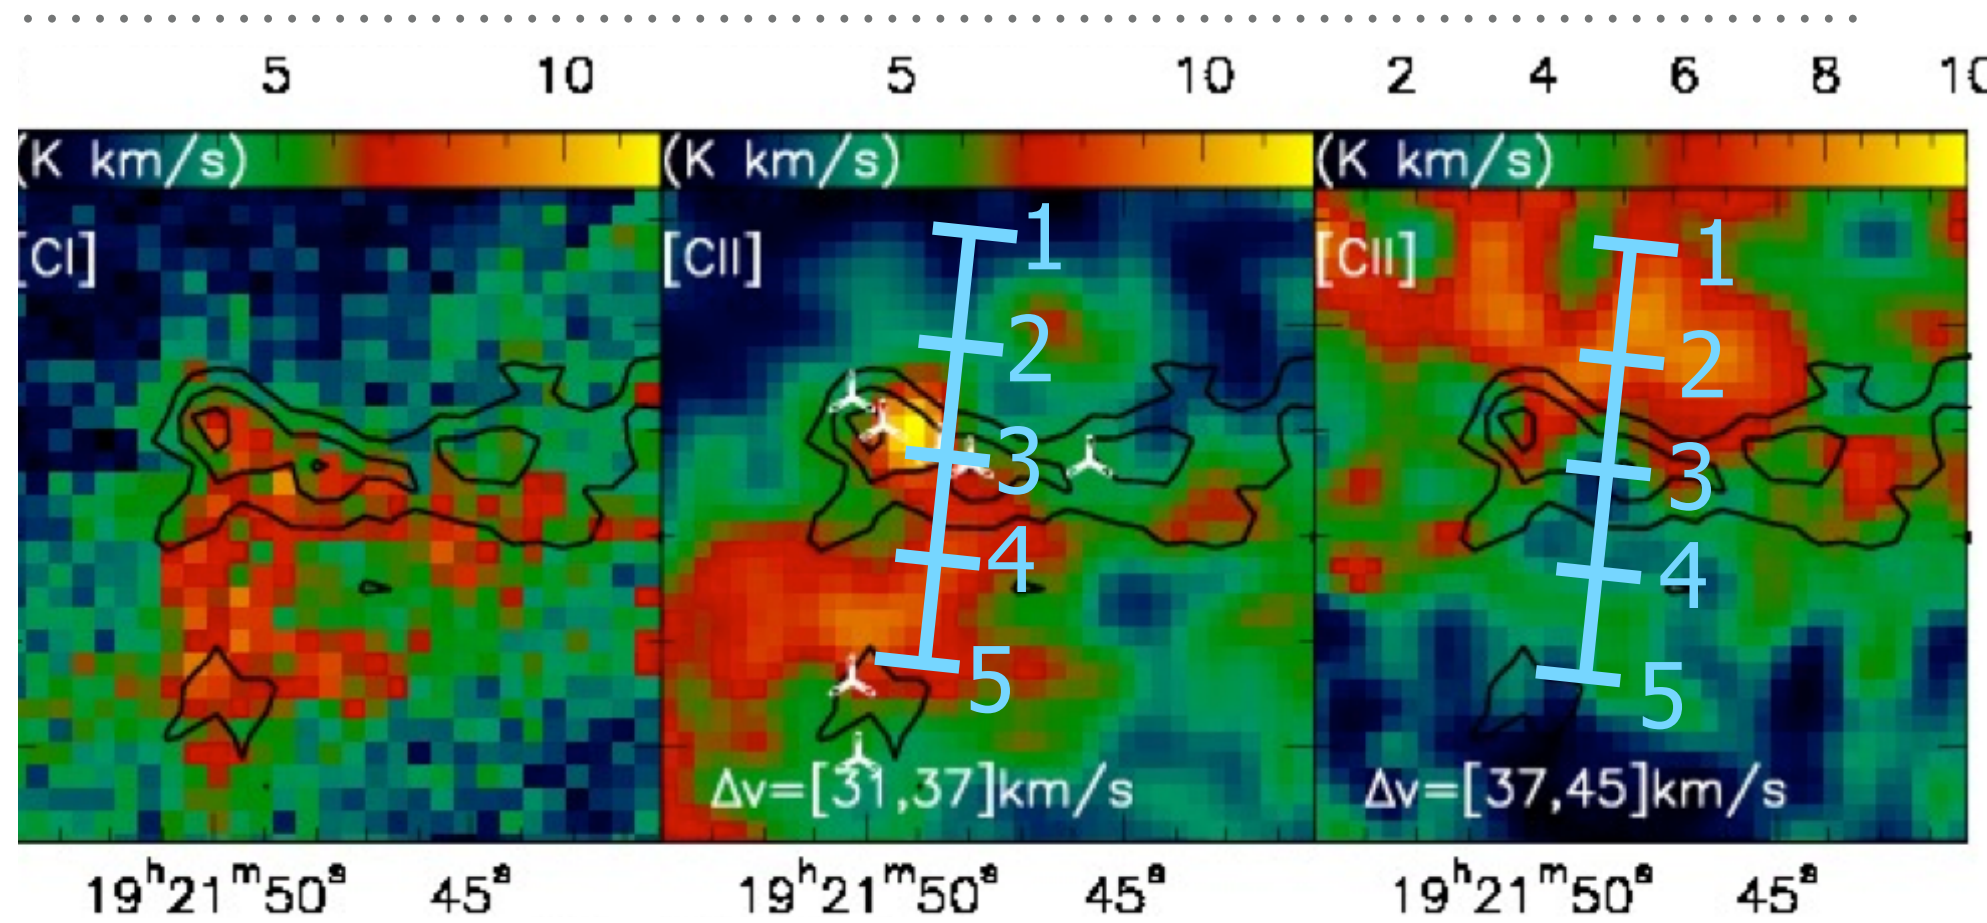 5 10 5 10 2 4 6 8 10
(K km/s) (K km/s) (K km/s)
[CI] [CII] [CII]
1 1
2 2
3 3
4 4
5 5
Δv=[31,37]km/s Δv=[37,45]km/s
19ʰ21ᵐ50ˢ 45ˢ 19ʰ21ᵐ50ˢ 45ˢ 19ʰ21ᵐ50ˢ 45ˢ